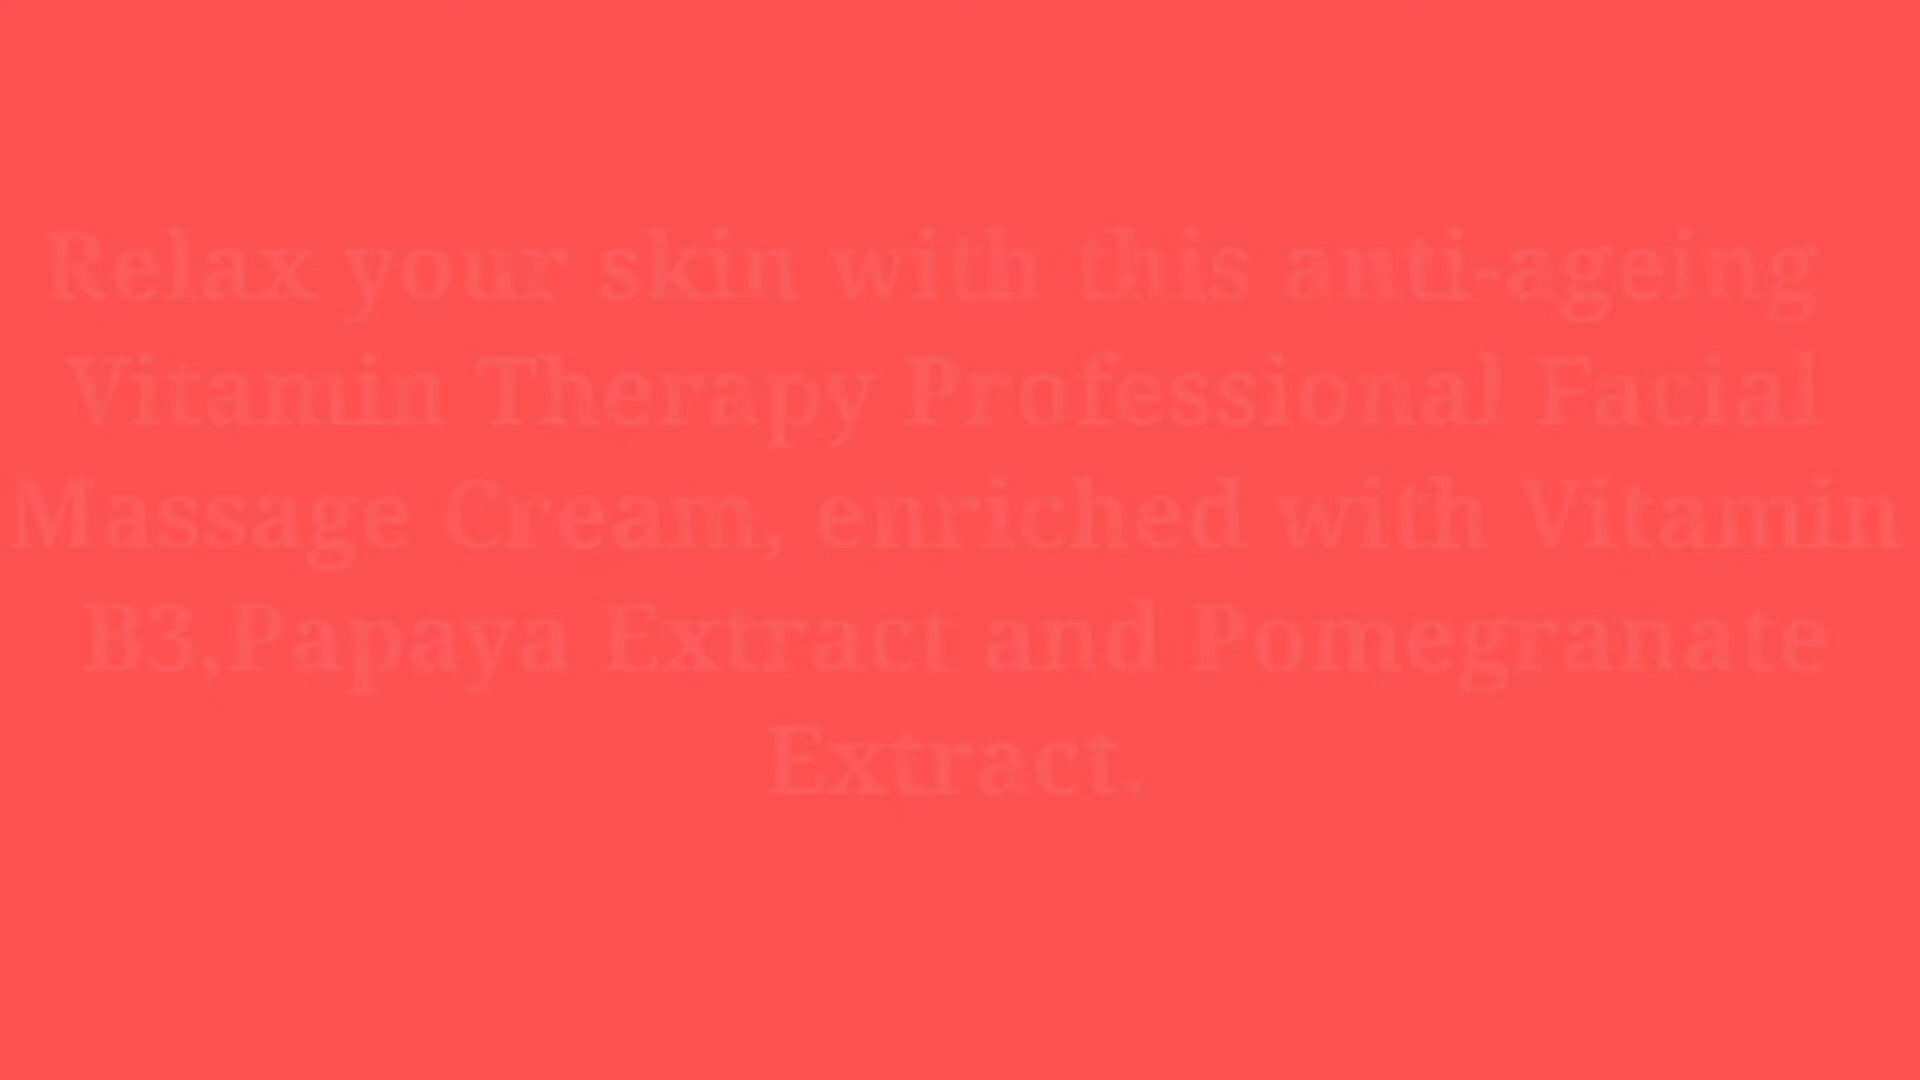 Relax your skin with this anti-ageing
Vitamin Therapy Professional Facial
Massage Cream, enriched with Vitamin
B3,Papaya Extract and Pomegranate
Extract.